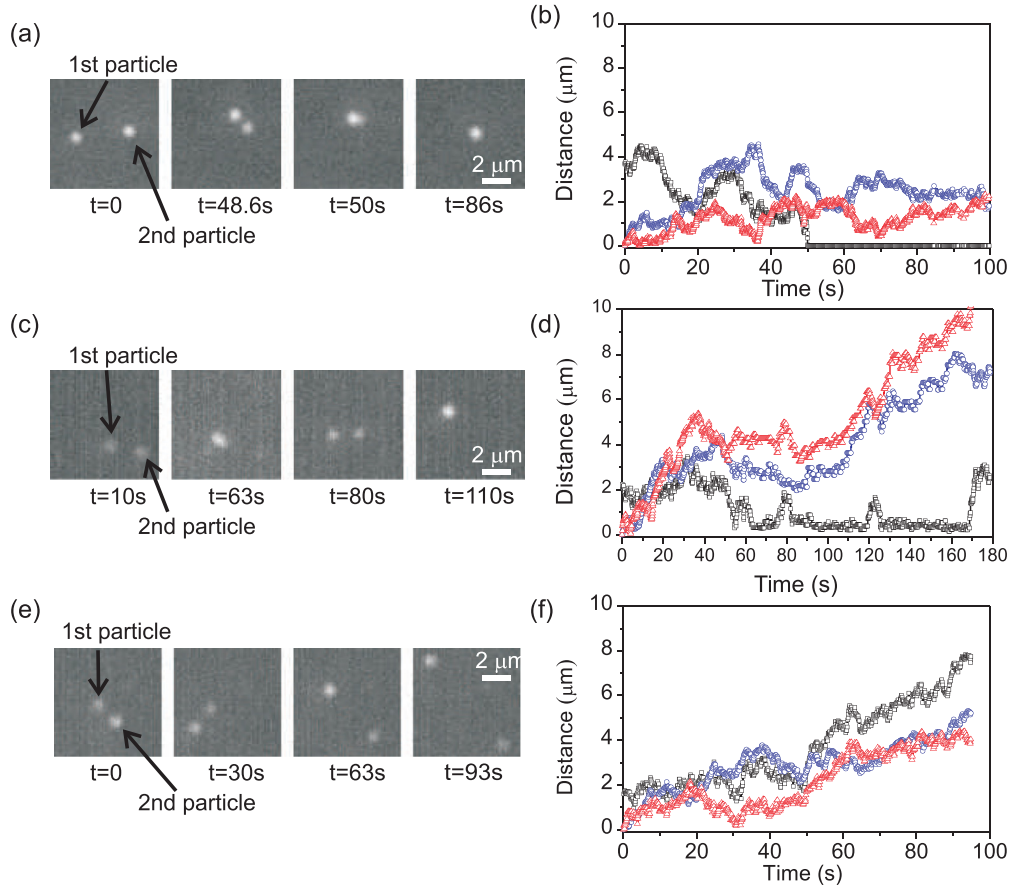 (a)
1st particle
2 μm
t=0
t=48.6s
t=50s
t=86s
2nd particle
(b)
10
8
6
4
2
0
Distance (μm)
0
20
40
60
80
100
Time (s)
(c)
1st particle
2 μm
t=10s
t=63s
t=80s
t=110s
2nd particle
(d)
10
8
6
4
2
0
Distance (μm)
0
20
40
60
80
100
120
140
160
180
Time (s)
(e)
1st particle
2 μm
t=0
t=30s
t=63s
t=93s
2nd particle
(f)
10
8
6
4
2
0
Distance (μm)
0
20
40
60
80
100
Time (s)